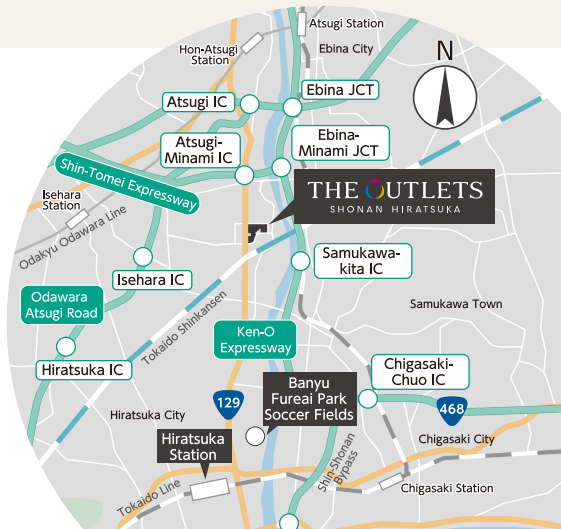 Atsugi Station
Hon-Atsugi
Station
Ebina City
N
Atsugi IC
Ebina JCT
Atsugi-
Minami IC
Ebina-
Minami JCT
Shin-Tomei Expressway
THE OUTLETS
SHONAN HIRATSUKA
Isehara
Station
Odakyu Odawara Line
Isehara IC
Samukawa-
kita IC
Odawara
Atsugi Road
Samukawa Town
Tokaido Shinkansen
Ken-O
Expressway
Hiratsuka IC
Chigasaki-
Chuo IC
Banyu
Fureai Park
Soccer Fields
129
468
Hiratsuka City
Hiratsuka
Station
Chigasaki City
Shin-Shonan
Bypass
Tokaido Line
Chigasaki Station